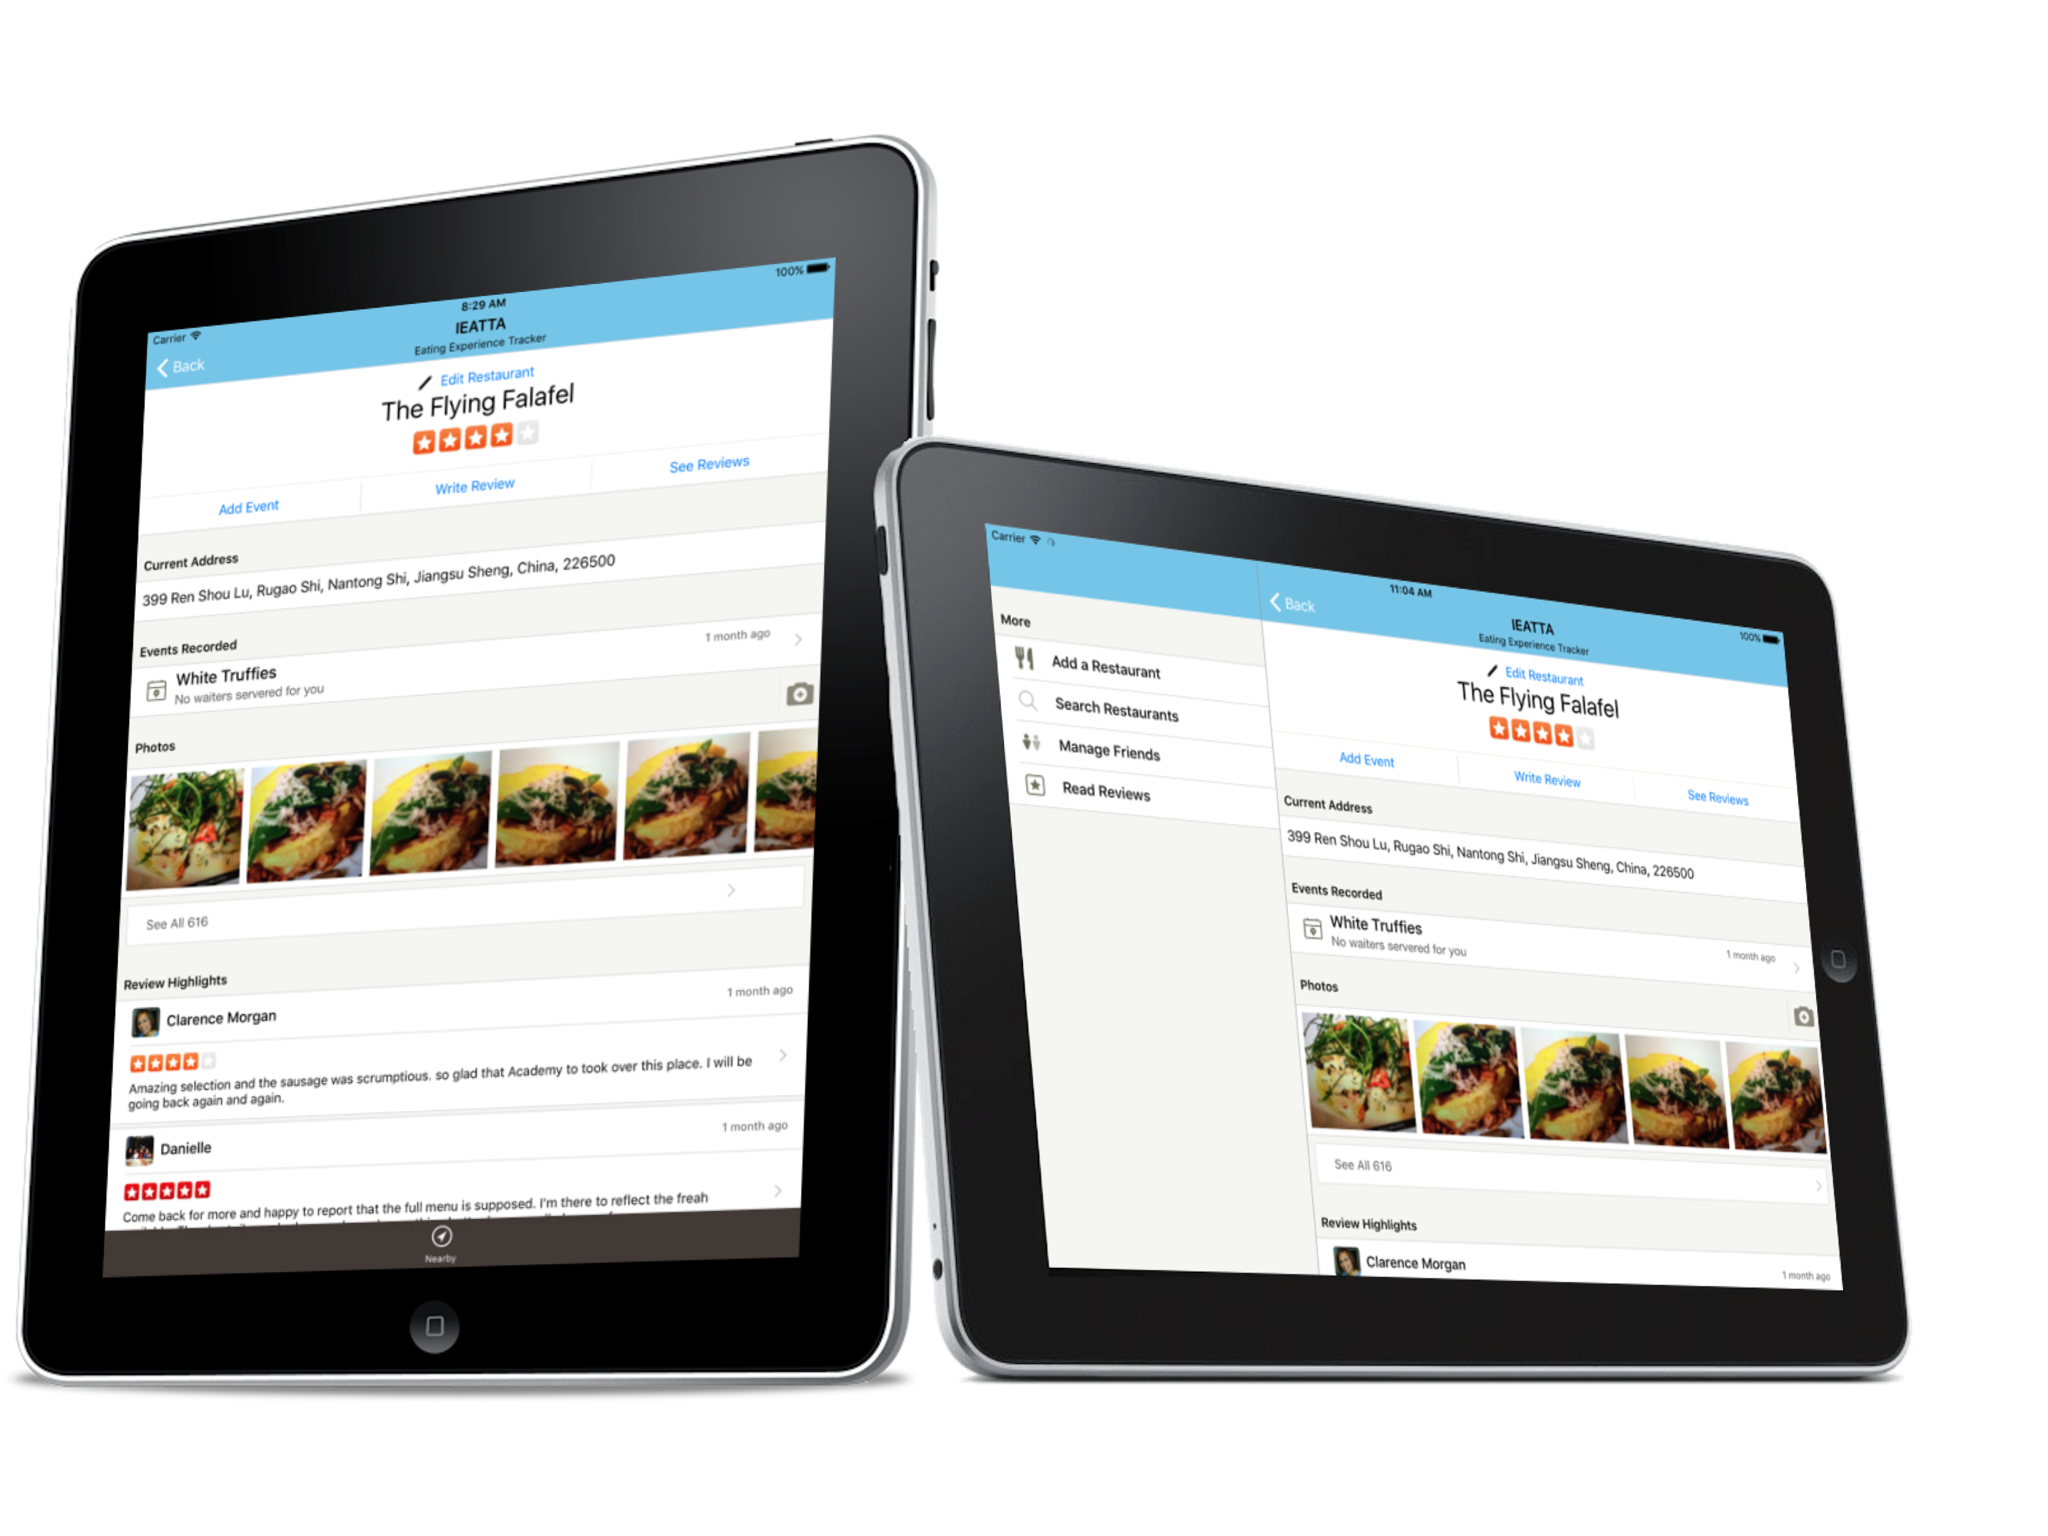 Carrier
8:29 AM
100%
Back
IEATTA
Eating Experience Tracker
Edit Restaurant
The Flying Falafel
Add Event
Write Review
See Reviews
Current Address
399 Ren Shou Lu, Rugao Shi, Nantong Shi, Jiangsu Sheng, China, 226500
Events Recorded
White Truffies
1 month ago
No waiters servered for you
Photos
See All 616
Review Highlights
Clarence Morgan
1 month ago
Amazing selection and the sausage was scrumptious. so glad that Academy to took over this place. I will be
going back again and again.
Danielle
1 month ago
Come back for more and happy to report that the full menu is supposed. I'm there to reflect the freah
Nearby
Carrier
11:04 AM
100%
More
Add a Restaurant
Search Restaurants
Manage Friends
Read Reviews
Back
IEATTA
Eating Experience Tracker
Edit Restaurant
The Flying Falafel
Add Event
Write Review
See Reviews
Current Address
399 Ren Shou Lu, Rugao Shi, Nantong Shi, Jiangsu Sheng, China, 226500
Events Recorded
White Truffies
No waiters servered for you
1 month ago
Photos
See All 616
Review Highlights
Clarence Morgan
1 month ago